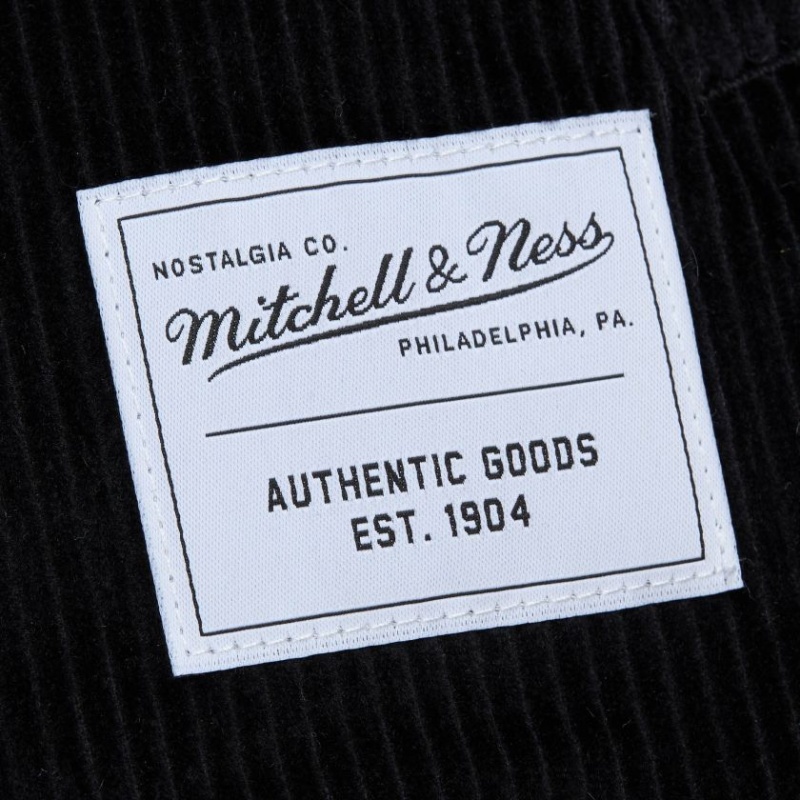 NOSTALGIA CO.
Mitchell & Ness
PHILADELPHIA, PA.
AUTHENTIC GOODS
EST. 1904